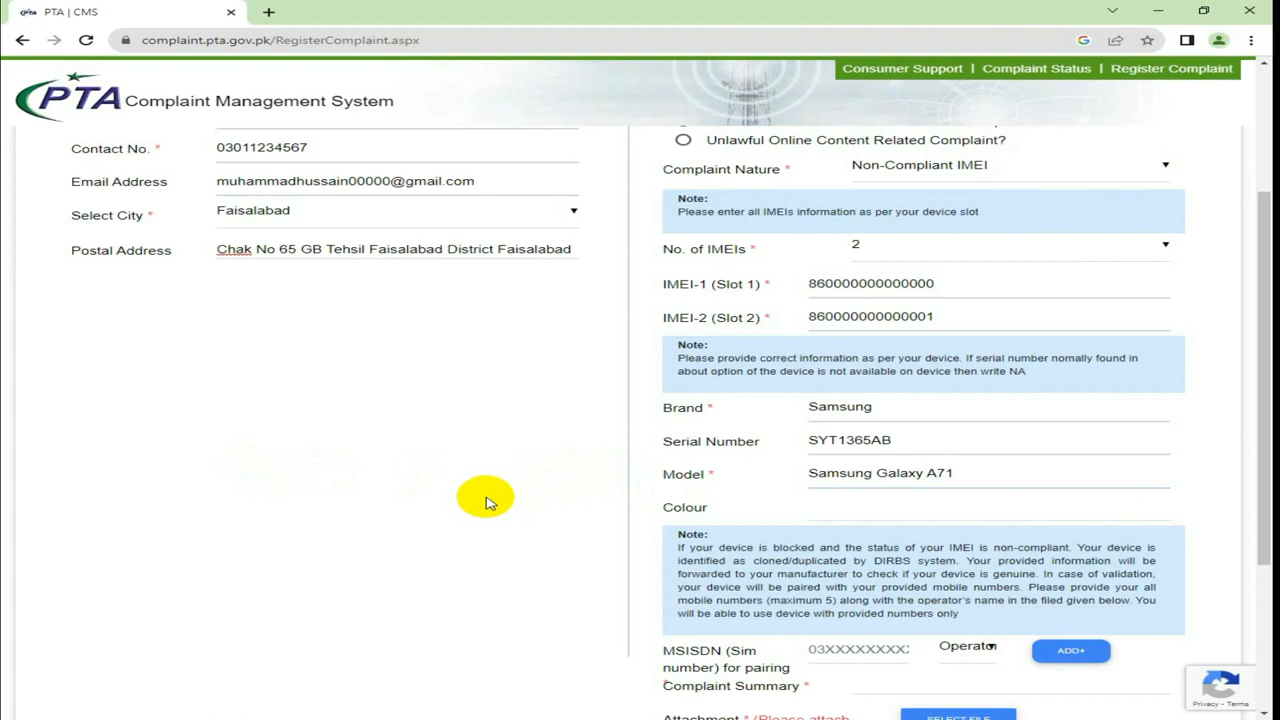 PTA | CMS
complaint.pta.gov.pk/RegisterComplaint.aspx
Consumer Support | Complaint Status | Register Complaint
PTA Complaint Management System
Contact No. * 03011234567
Email Address muhammadhussain00000@gmail.com
Select City * Faisalabad
Postal Address Chak No 65 GB Tehsil Faisalabad District Faisalabad
Unlawful Online Content Related Complaint?
Complaint Nature * Non-Compliant IMEI
Note:
Please enter all IMEIs information as per your device slot
No. of IMEIs * 2
IMEI-1 (Slot 1) * 860000000000000
IMEI-2 (Slot 2) * 860000000000001
Note:
Please provide correct information as per your device. If serial number nomally found in
about option of the device is not available on device then write NA
Brand * Samsung
Serial Number SYT1365AB
Model * Samsung Galaxy A71
Colour
Note:
If your device is blocked and the status of your IMEI is non-compliant. Your device is
identified as cloned/duplicated by DIRBS system. Your provided information will be
forwarded to your manufacturer to check if your device is genuine. In case of validation,
your device will be paired with your provided mobile numbers. Please provide your all
mobile numbers (maximum 5) along with the operator's name in the filed given below. You
will be able to use device with provided numbers only
MSISDN (Sim 03XXXXXXXX Operator ADD+
number) for pairing
*
Complaint Summary *
Attachment * (Please attach SELECT FILE
Privacy - Terms